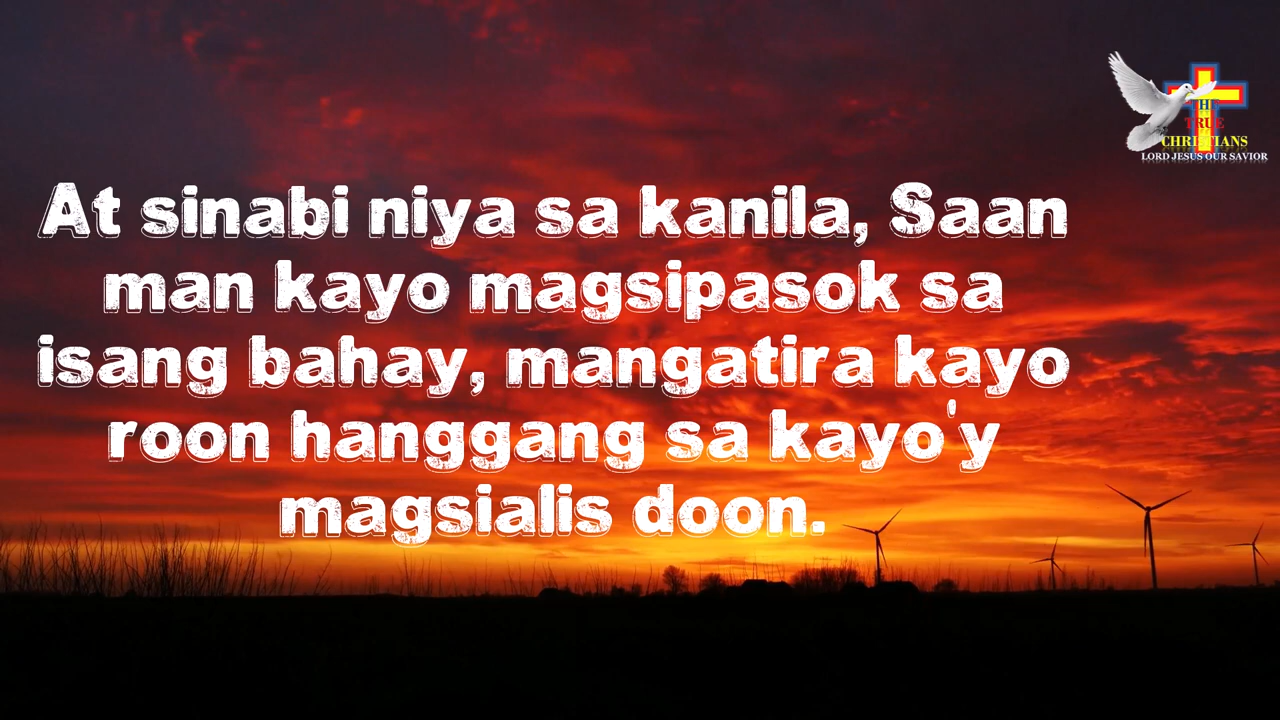 THE
TRUE
CHRISTIANS
LORD JESUS OUR SAVIOR
At sinabi niya sa kanila, Saan
man kayo magsipasok sa
isang bahay, mangatira kayo
roon hanggang sa kayo'y
magsialis doon.